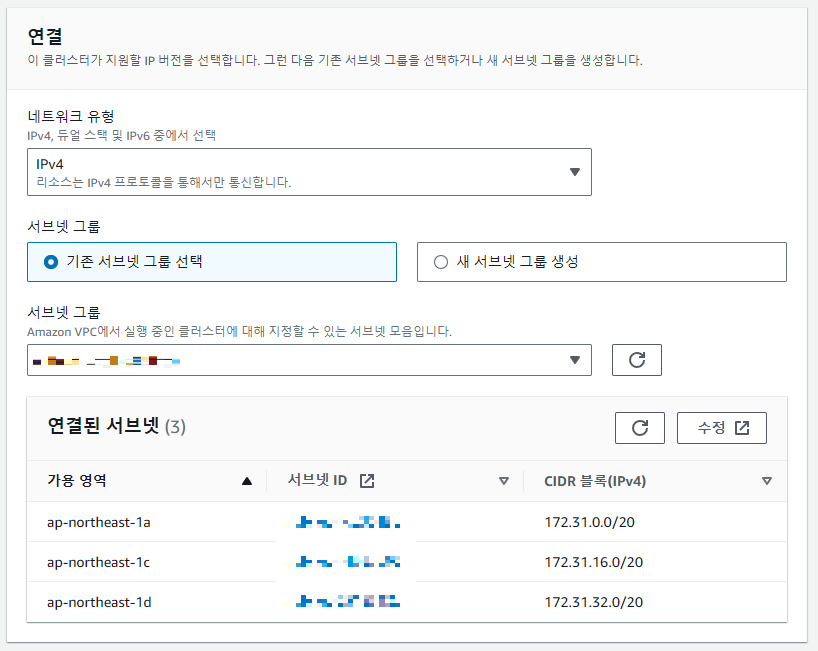 연결
이 클러스터가 지원할 IP 버전을 선택합니다. 그런 다음 기존 서브넷 그룹을 선택하거나 새 서브넷 그룹을 생성합니다.
네트워크 유형
IPv4, 듀얼 스택 및 IPv6 중에서 선택
IPv4
리소스는 IPv4 프로토콜을 통해서만 통신합니다.
서브넷 그룹
기존 서브넷 그룹 선택 새 서브넷 그룹 생성
서브넷 그룹
Amazon VPC에서 실행 중인 클러스터에 대해 지정할 수 있는 서브넷 모음입니다.
연결된 서브넷 (3) 수정
가용 영역 서브넷 ID CIDR 블록(IPv4)
ap-northeast-1a 172.31.0.0/20
ap-northeast-1c 172.31.16.0/20
ap-northeast-1d 172.31.32.0/20